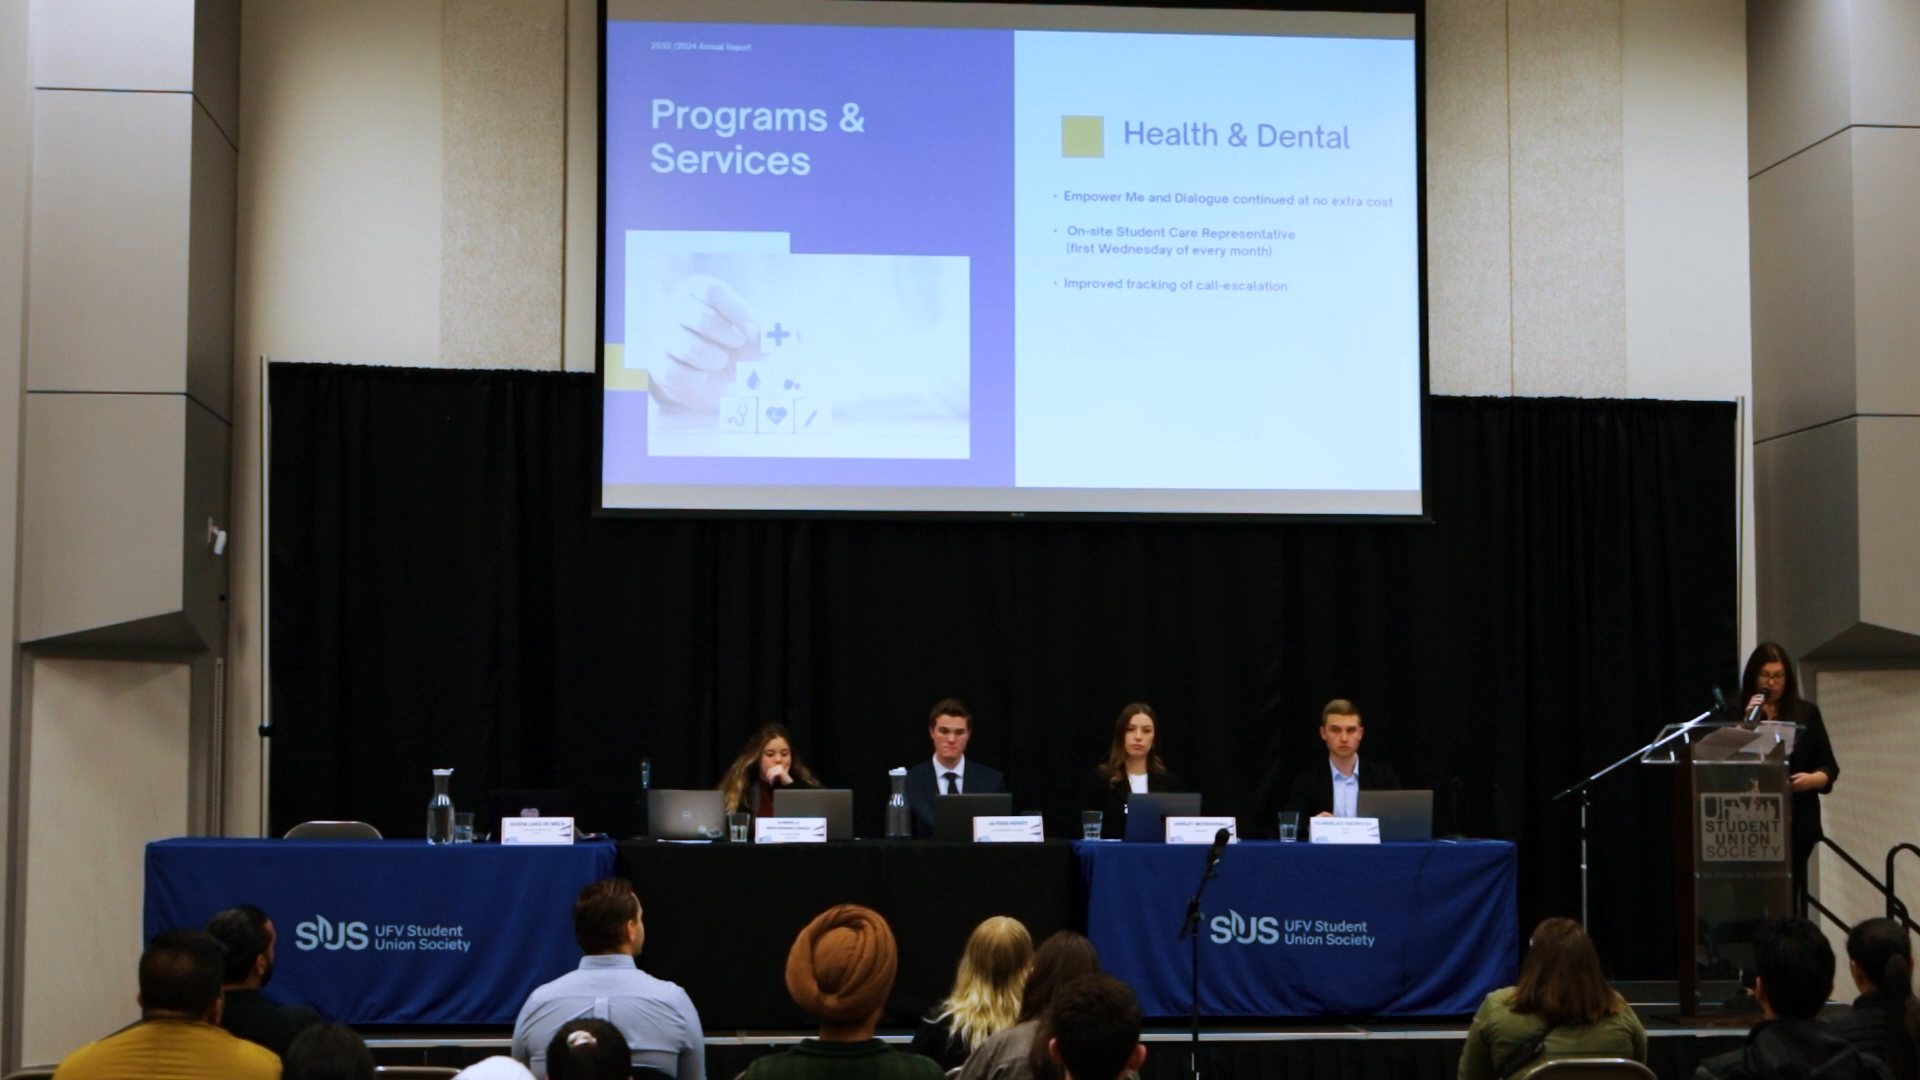 2032 /2024 Annual Report
Programs &
Services
Health & Dental
• Empower Me and Dialogue continued at no extra cost
• On-site Student Care Representative
(first Wednesday of every month)
• Improved tracking of call-escalation
SUS UFV Student
Union Society
SUS UFV Student
Union Society
UFV
STUDENT
UNION
SOCIETY